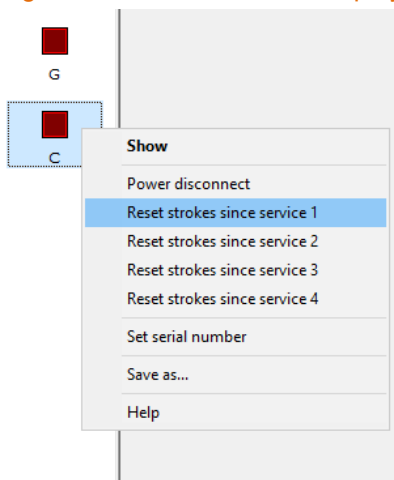 G
C
Show
Power disconnect
Reset strokes since service 1
Reset strokes since service 2
Reset strokes since service 3
Reset strokes since service 4
Set serial number
Save as...
Help